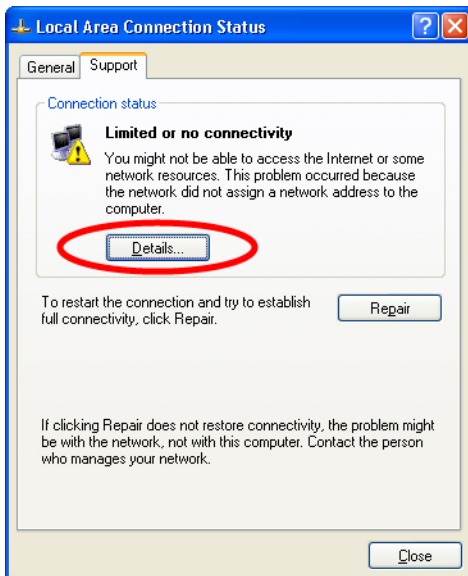 Local Area Connection Status
General
Support
Connection status
Limited or no connectivity
You might not be able to access the Internet or some
network resources. This problem occurred because
the network did not assign a network address to the
computer.
Details...
To restart the connection and try to establish
full connectivity, click Repair.
Repair
If clicking Repair does not restore connectivity, the problem might
be with the network, not with this computer. Contact the person
who manages your network.
Close